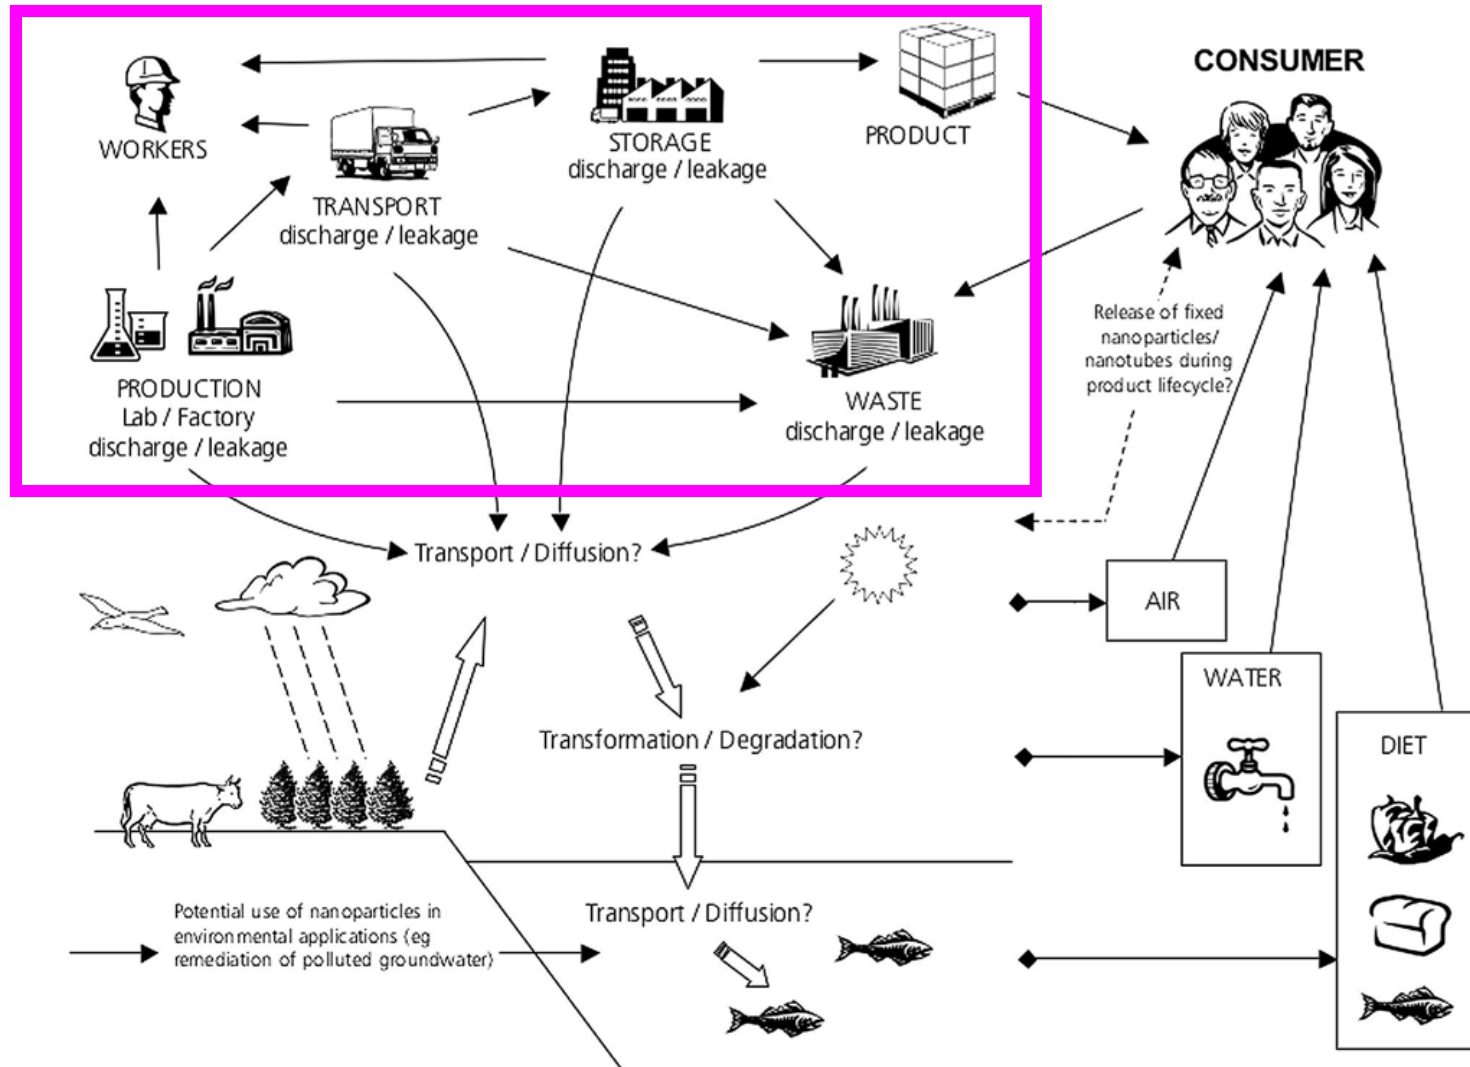 CONSUMER
WORKERS
STORAGE
discharge / leakage
PRODUCT
TRANSPORT
discharge / leakage
PRODUCTION
Lab / Factory
discharge / leakage
WASTE
discharge / leakage
Release of fixed
nanoparticles/
nanotubes during
product lifecycle?
Transport / Diffusion?
AIR
WATER
Transformation / Degradation?
DIET
Potential use of nanoparticles in
environmental applications (eg
remediation of polluted groundwater)
Transport / Diffusion?